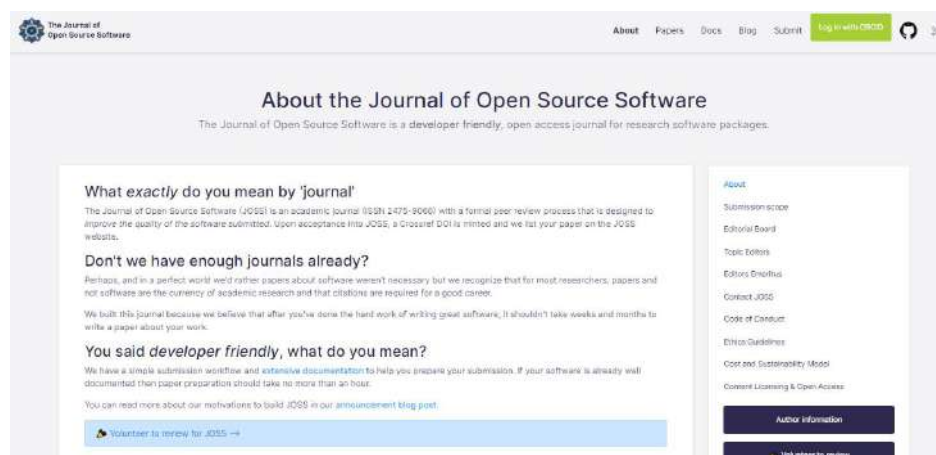 The Journal of
Open Source Software
About Papers Docs Blog Submit Log in with ORCID
About the Journal of Open Source Software
The Journal of Open Source Software is a developer friendly, open access journal for research software packages.
What exactly do you mean by 'journal'
The Journal of Open Source Software (JOSS) is an academic journal (ISSN 2475-9066) with a formal peer review process that is designed to
improve the quality of the software submitted. Upon acceptance into JOSS, a Crossref DOI is minted and we list your paper on the JOSS
website.
Don't we have enough journals already?
Perhaps, and in a perfect world we'd rather papers about software weren't necessary but we recognize that for most researchers, papers and
not software are the currency of academic research and that citations are required for a good career.
We built this journal because we believe that after you've done the hard work of writing great software, it shouldn't take weeks and months to
write a paper about your work.
You said developer friendly, what do you mean?
We have a simple submission workflow and extensive documentation to help you prepare your submission. If your software is already well
documented then paper preparation should take no more than an hour.
You can read more about our motivations to build JOSS in our announcement blog post.
Volunteer to review for JOSS →
About
Submission scope
Editorial Board
Topic Editors
Editors Emeritus
Contact JOSS
Code of Conduct
Ethics Guidelines
Cost and Sustainability Model
Content Licensing & Open Access
Author information
Volunteer to review